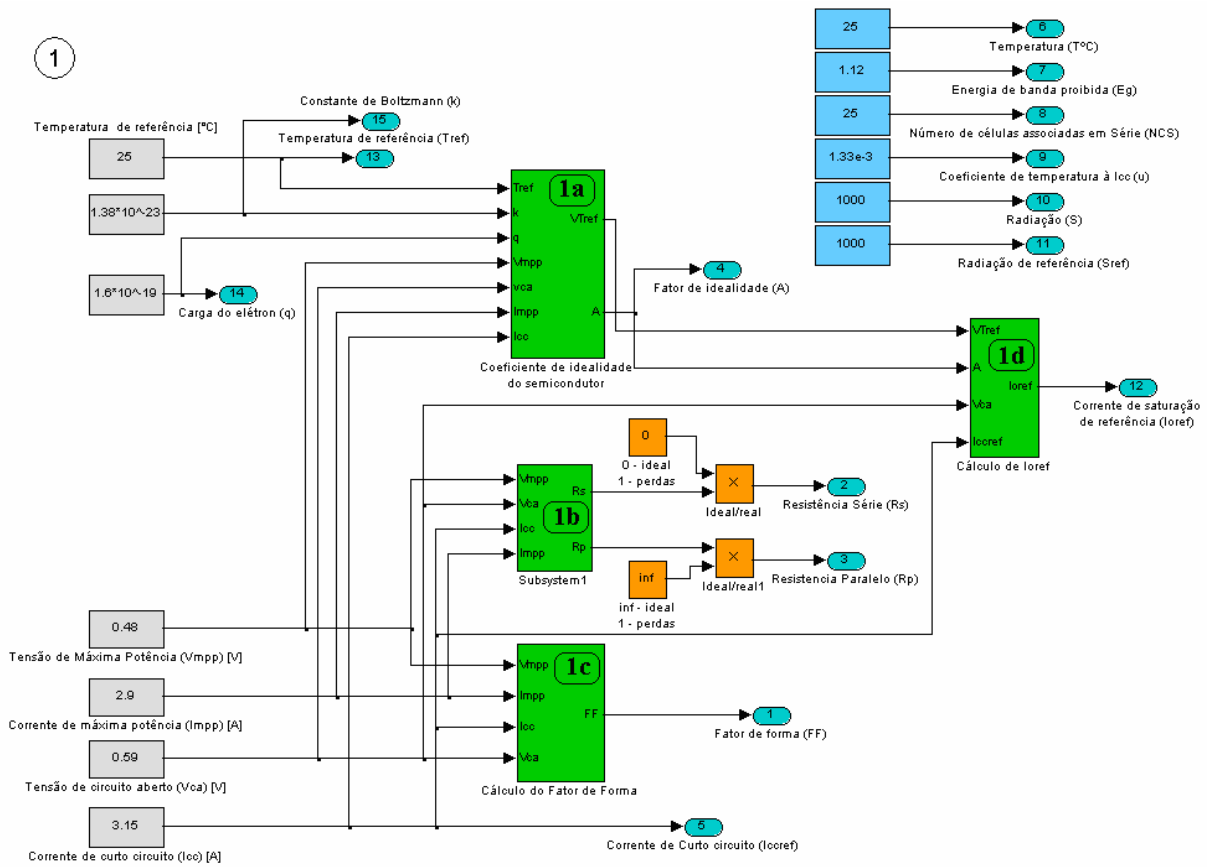 1
25
6
Temperatura (TºC)
1.12
7
Energia de banda proibida (Eg)
25
8
Número de células associadas em Série (NCS)
1.33e-3
9
Coeficiente de temperatura à Icc (u)
1000
10
Radiação (S)
1000
11
Radiação de referência (Sref)
Constante de Boltzmann (k)
15
Temperatura de referência [ºC]
Temperatura de referência (Tref)
25
13
1.38*10^-23
1.6*10^-19
14
Carga do elétron (q)
1a
Tref
k
VTref
q
Vmpp
vca
Impp
A
Icc
Coeficiente de idealidade
do semicondutor
4
Fator de idealidade (A)
VTref
1d
A
Ioref
Vca
Iccref
Cálculo de Ioref
12
Corrente de saturação
de referência (Ioref)
0
0 - ideal
1 - perdas
×
Ideal/real
2
Resistência Série (Rs)
Vmpp
Rs
Vca
1b
Icc
Rp
Impp
Subsystem1
inf
inf - ideal
1 - perdas
×
Ideal/real1
3
Resistencia Paralelo (Rp)
0.48
Tensão de Máxima Potência (Vmpp) [V]
2.9
Corrente de máxima potência (Impp) [A]
0.59
Tensão de circuito aberto (Vca) [V]
3.15
Corrente de curto circuito (Icc) [A]
Vmpp
1c
Impp
FF
Icc
Vca
Cálculo do Fator de Forma
1
Fator de forma (FF)
5
Corrente de Curto circuito (Iccref)